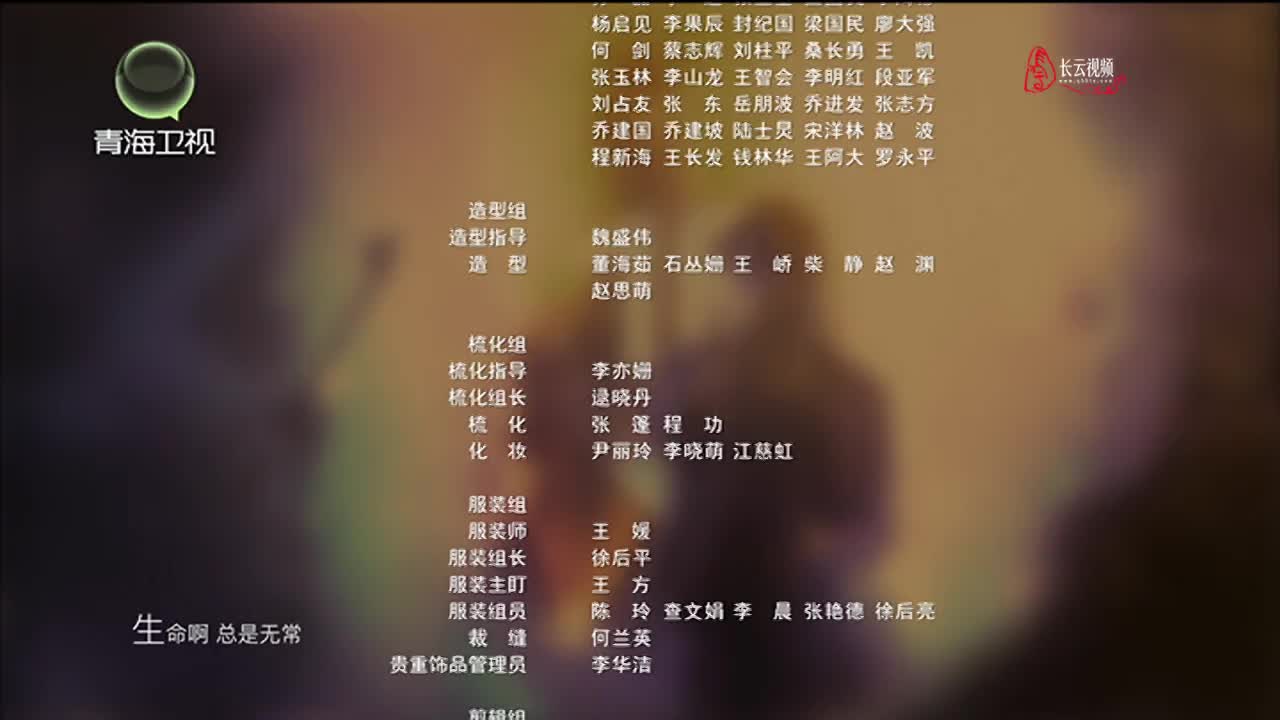 杨启见 李果辰 封纪国 梁国民 廖大强
何 剑 蔡志辉 刘柱平 桑长勇 王 凯
张玉林 李山龙 王智会 李明红 段亚军
刘占友 张 东 岳朋波 乔进发 张志方
乔建国 乔建坡 陆士炅 宋洋林 赵 波
程新海 王长发 钱林华 王阿大 罗永平
青海卫视
长云视频
造型组
造型指导 魏盛伟
造 型 董海茹 石丛姗 王 峤 柴 静 赵 渊
赵思萌
梳化组
梳化指导 李亦姗
梳化组长 逯晓丹
梳 化 张 篷 程 功
化 妆 尹丽玲 李晓萌 江慈虹
服装组
服装师 王 媛
服装组长 徐后平
服装主盯 王 方
服装组员 陈 玲 查文娟 李 晨 张艳德 徐后亮
裁 缝 何兰英
贵重饰品管理员 李华洁
生命啊 总是无常
剪辑组